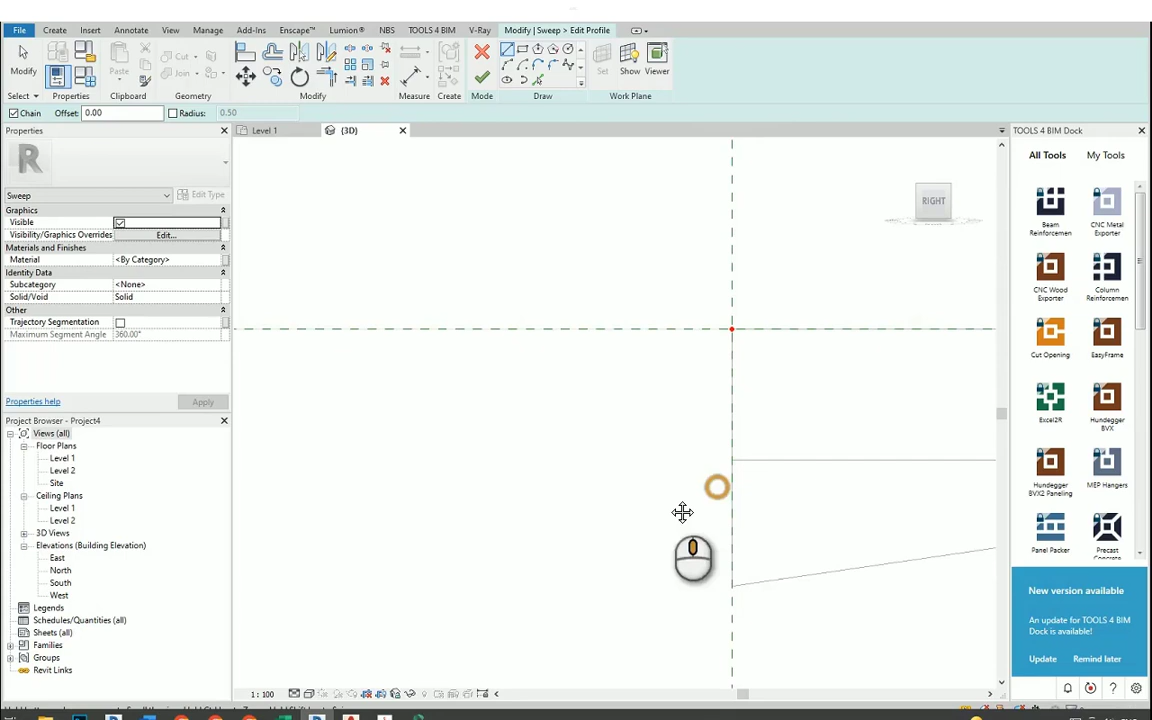 File Create Insert Annotate View Manage Add-Ins Enscape™ Lumion® NBS TOOLS 4 BIM V-Ray Modify | Sweep > Edit Profile
Modify Paste Cut Join Set Show Viewer
Select Properties Clipboard Geometry Modify Measure Create Mode Draw Work Plane
Chain Offset: 0.00 Radius: 0.50
Properties
Level 1 (3D)
TOOLS 4 BIM Dock
All Tools My Tools
Sweep Edit Type
Graphics
Visible
Visibility/Graphics Overrides Edit...
Materials and Finishes
Material <By Category>
Identity Data
Subcategory <None>
Solid/Void Solid
Other
Trajectory Segmentation
Maximum Segment Angle 360.00°
Properties help Apply
RIGHT
Beam Reinforcemen
CNC Metal Exporter
CNC Wood Exporter
Column Reinforcemen
Cut Opening
EasyFrame
Excel2R
Hundegger BVX
Hundegger BVX2 Paneling
MEP Hangers
Panel Packer
Precast Concrete
Project Browser - Project4
Views (all)
Floor Plans
Level 1
Level 2
Site
Ceiling Plans
Level 1
Level 2
3D Views
Elevations (Building Elevation)
East
North
South
West
Legends
Schedules/Quantities (all)
Sheets (all)
Families
Groups
Revit Links
New version available
An update for TOOLS 4 BIM
Dock is available!
Update Remind later
1 : 100